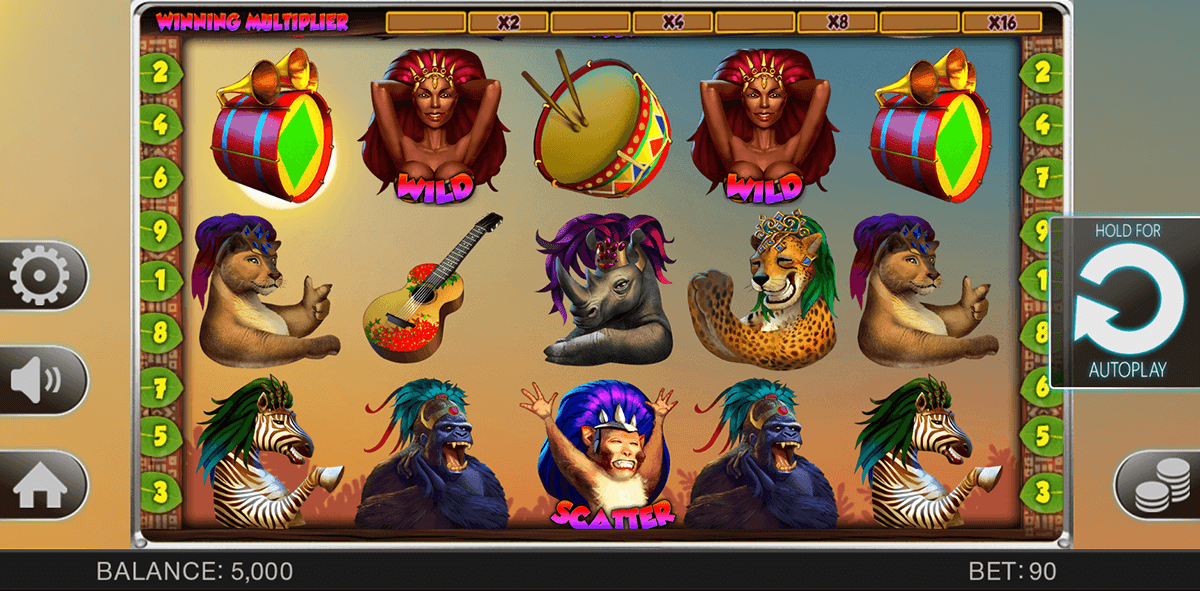 WINNING MULTIPLIER X2 X4 X8 X16
2 2
4 4
6 7
9 9
1 1
8 8
7 6
5 5
3 3
WILD WILD
SCATTER
HOLD FOR
AUTOPLAY
BALANCE: 5,000 BET: 90